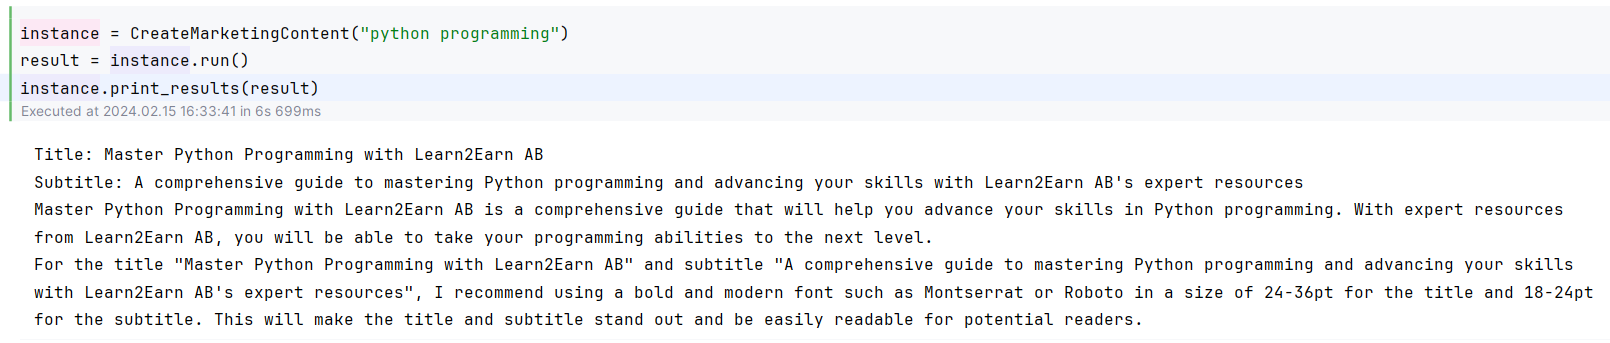 instance = CreateMarketingContent("python programming")
result = instance.run()
instance.print_results(result)
Executed at 2024.02.15 16:33:41 in 6s 699ms
Title: Master Python Programming with Learn2Earn AB
Subtitle: A comprehensive guide to mastering Python programming and advancing your skills with Learn2Earn AB's expert resources
Master Python Programming with Learn2Earn AB is a comprehensive guide that will help you advance your skills in Python programming. With expert resources
from Learn2Earn AB, you will be able to take your programming abilities to the next level.
For the title "Master Python Programming with Learn2Earn AB" and subtitle "A comprehensive guide to mastering Python programming and advancing your skills
with Learn2Earn AB's expert resources", I recommend using a bold and modern font such as Montserrat or Roboto in a size of 24-36pt for the title and 18-24pt
for the subtitle. This will make the title and subtitle stand out and be easily readable for potential readers.